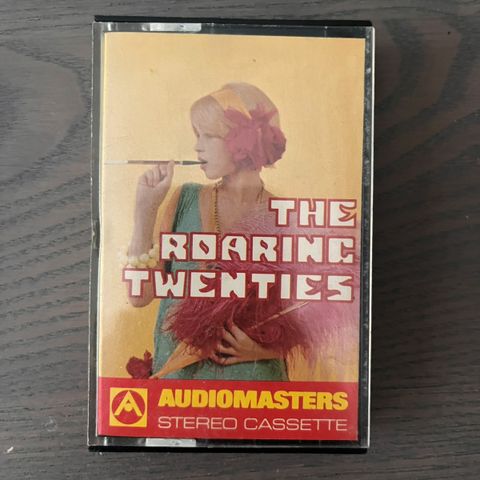 THE
ROARING
TWENTIES
AUDIOMASTERS
STEREO CASSETTE